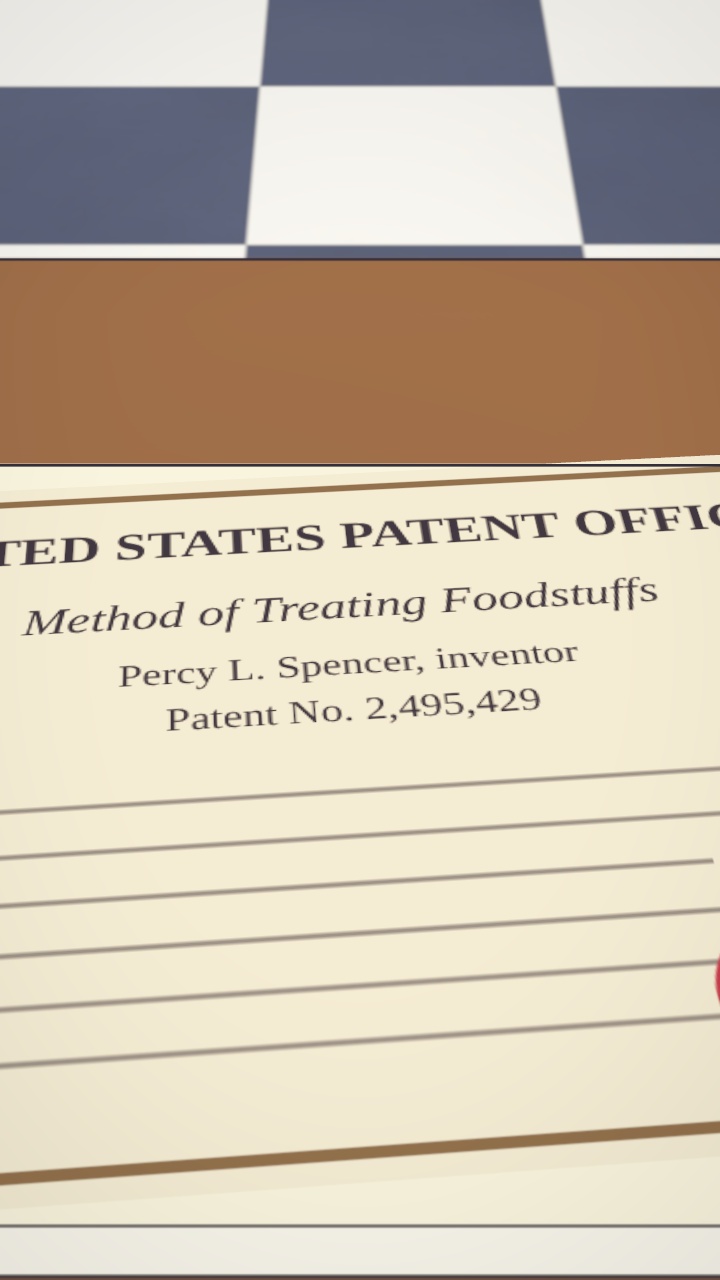 TED STATES PATENT OFFIC
Method of Treating Foodstuffs
Percy L. Spencer, inventor
Patent No. 2,495,429